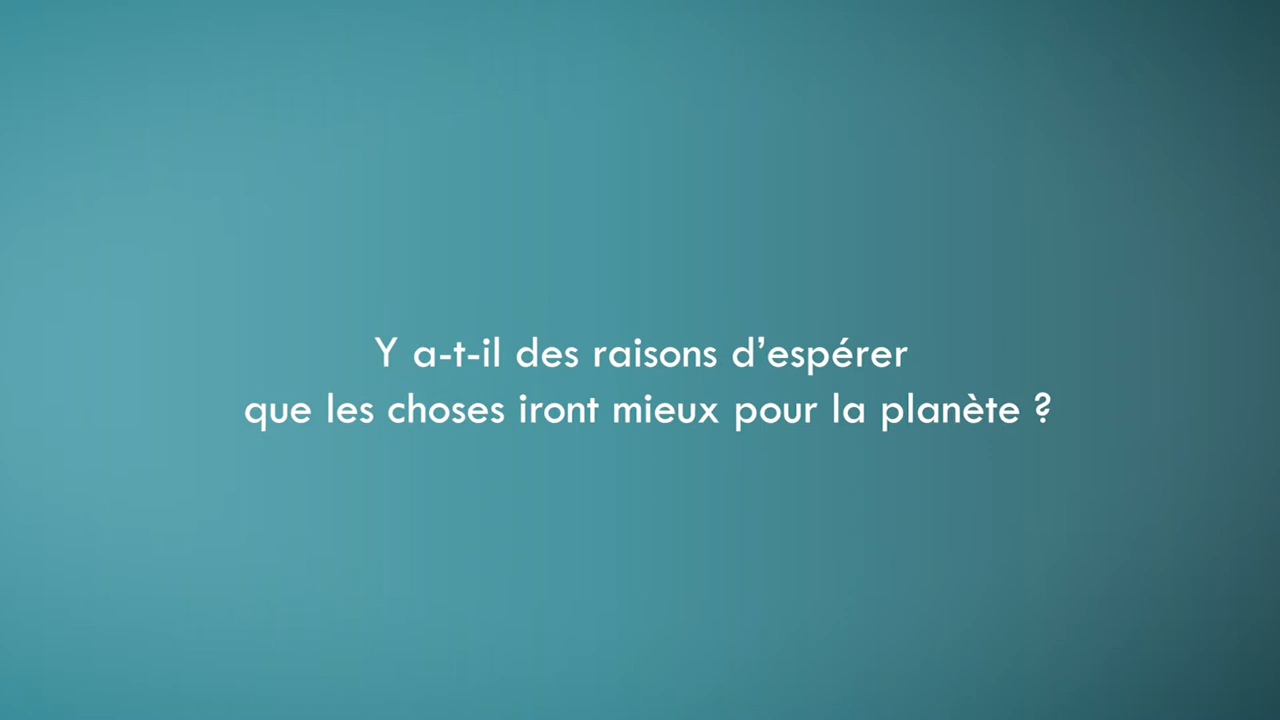 Y a-t-il des raisons d’espérer
que les choses iront mieux pour la planète ?